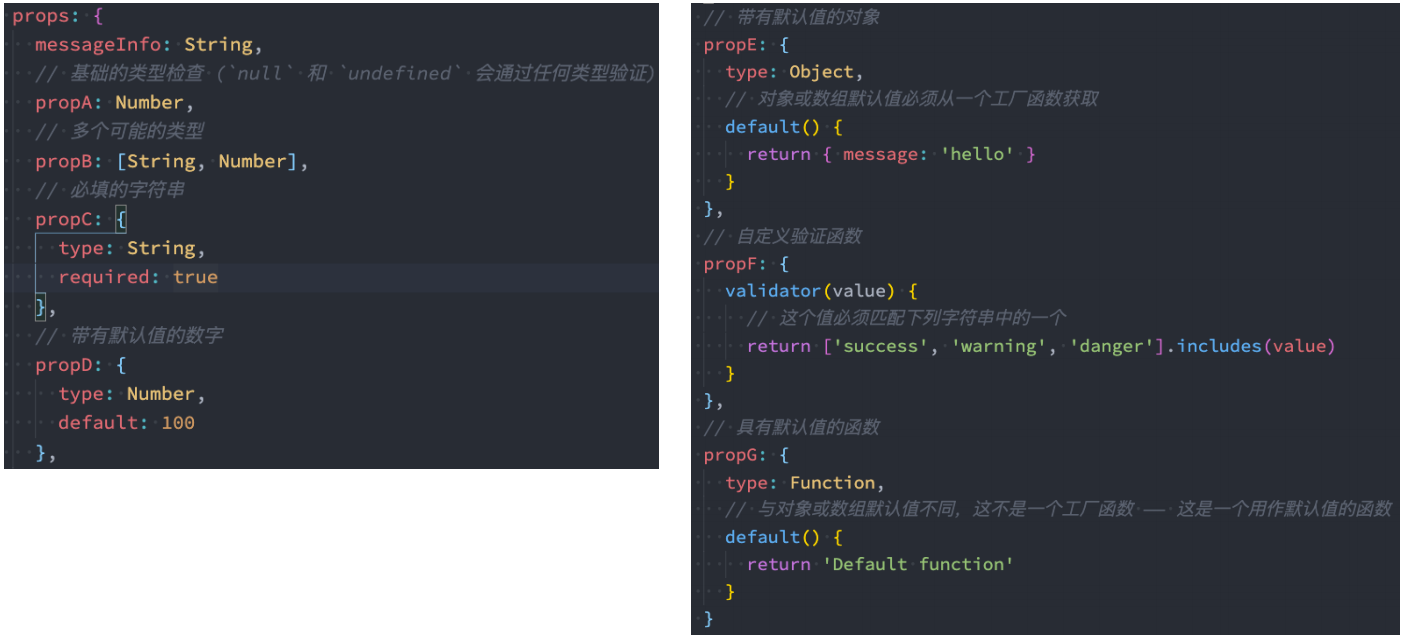 props: {
messageInfo: String,
// 基础的类型检查 (`null` 和 `undefined` 会通过任何类型验证)
propA: Number,
// 多个可能的类型
propB: [String, Number],
// 必填的字符串
propC: {
type: String,
required: true
},
// 带有默认值的数字
propD: {
type: Number,
default: 100
},
// 带有默认值的对象
propE: {
type: Object,
// 对象或数组默认值必须从一个工厂函数获取
default() {
return { message: 'hello' }
}
},
// 自定义验证函数
propF: {
validator(value) {
// 这个值必须匹配下列字符串中的一个
return ['success', 'warning', 'danger'].includes(value)
}
},
// 具有默认值的函数
propG: {
type: Function,
// 与对象或数组默认值不同, 这不是一个工厂函数 —— 这是一个用作默认值的函数
default() {
return 'Default function'
}
}